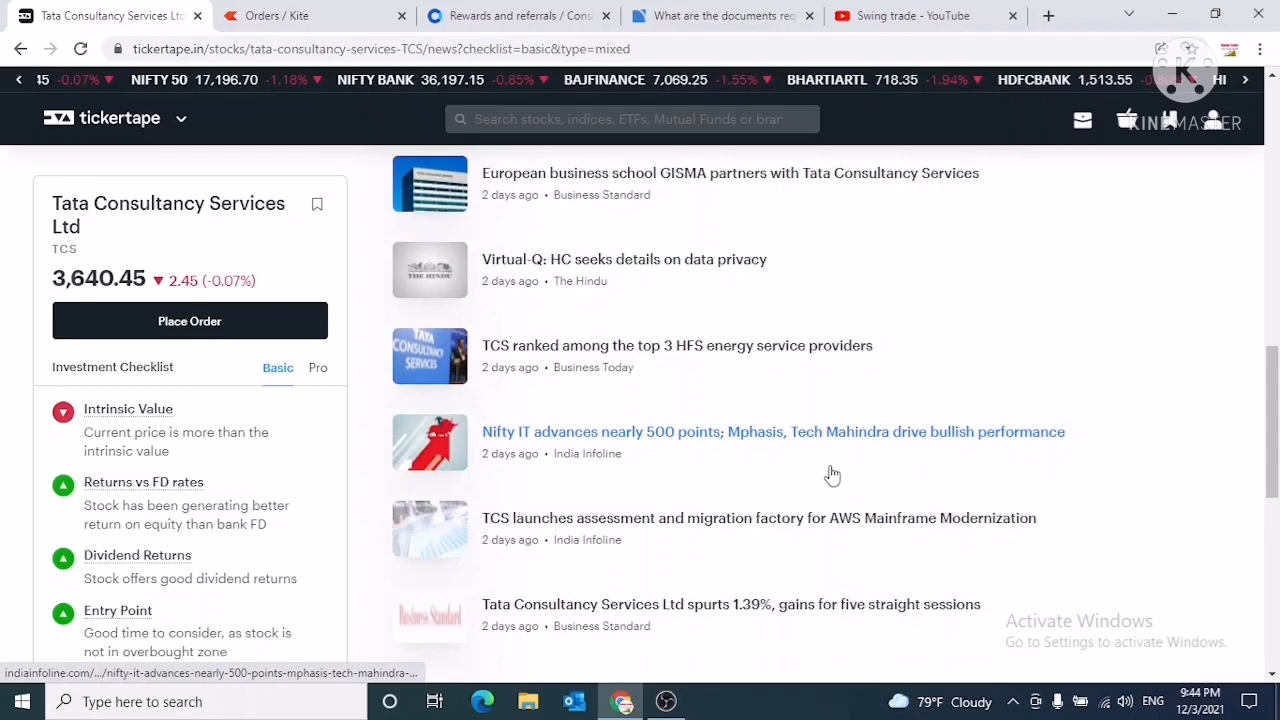 Tata Consultancy Services Ltd
Orders / Kite
Rewards and referrals / Cons
What are the documents req
Swing trade - YouTube
tickertape.in/stocks/tata-consultancy-services-TCS/news?checklist=basic&type=mixed
45 -0.07% NIFTY 50 17,196.70 -1.18% NIFTY BANK 36,197.15 -0.85% BAJFINANCE 7,069.25 -1.55% BHARTIARTL 718.35 -1.94% HDFCBANK 1,513.55 HI
tickertape
Search stocks, indices, ETFs, Mutual Funds or bran
K
KINEMASTER
Tata Consultancy Services
Ltd
TCS
3,640.45 2.45 (-0.07%)
Place Order
Investment Checklist Basic Pro
Intrinsic Value
Current price is more than the
intrinsic value
Returns vs FD rates
Stock has been generating better
return on equity than bank FD
Dividend Returns
Stock offers good dividend returns
Entry Point
Good time to consider, as stock is
not in overbought zone
European business school GISMA partners with Tata Consultancy Services
2 days ago • Business Standard
THE HINDU
Virtual-Q: HC seeks details on data privacy
2 days ago • The Hindu
TATA
CONSULTANCY
SERVICES
TCS ranked among the top 3 HFS energy service providers
2 days ago • Business Today
Nifty IT advances nearly 500 points; Mphasis, Tech Mahindra drive bullish performance
2 days ago • India Infoline
TCS launches assessment and migration factory for AWS Mainframe Modernization
2 days ago • India Infoline
Business Standard
Tata Consultancy Services Ltd spurts 1.39%, gains for five straight sessions
2 days ago • Business Standard
Activate Windows
Go to Settings to activate Windows.
indiainfoline.com/.../nifty-it-advances-nearly-500-points-mphasis-tech-mahindra-...
Type here to search
79°F Cloudy
ENG
9:44 PM
12/3/2021